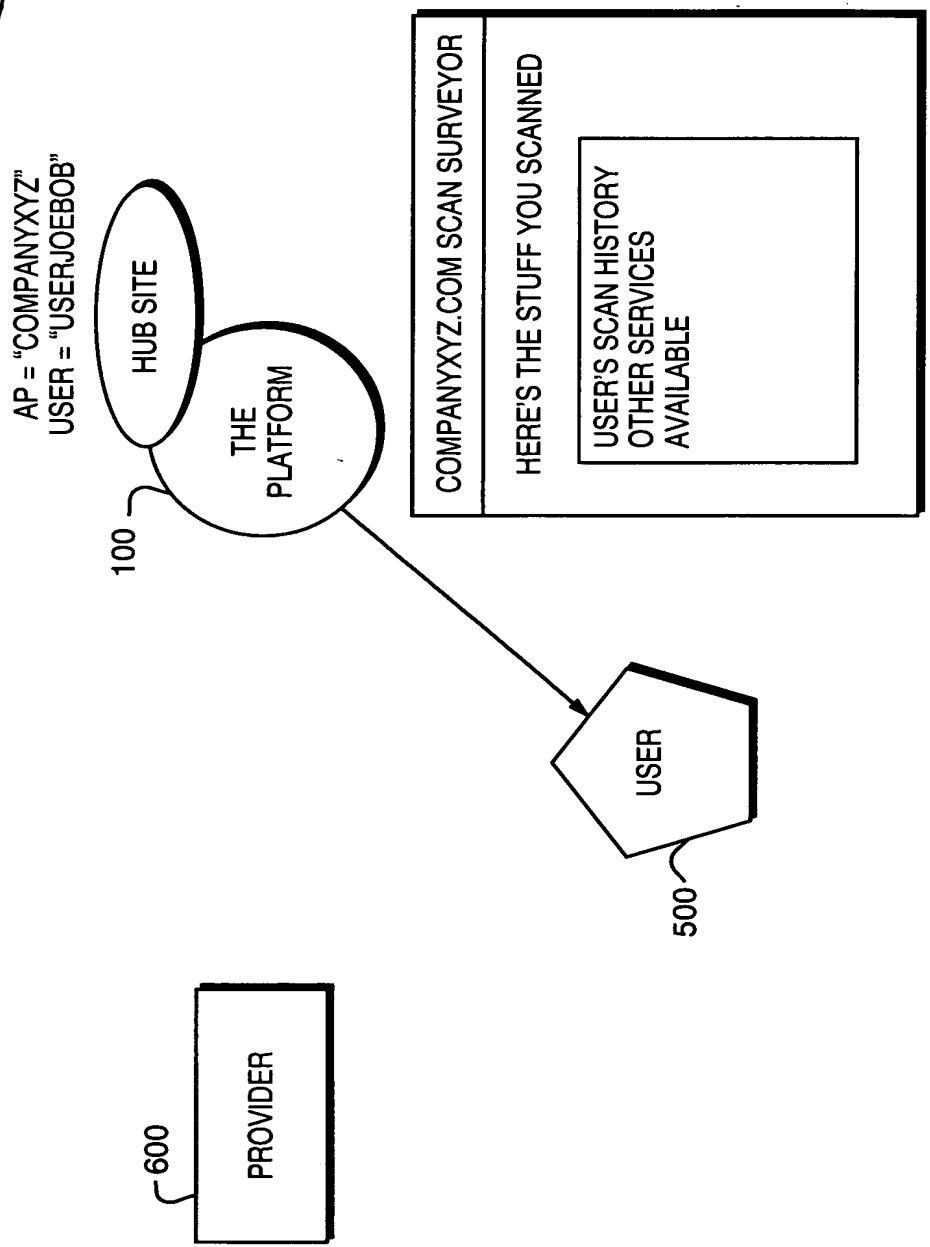 AP = “COMPANYXYZ”
USER = “USERJOEBOB”
HUB SITE
THE
PLATFORM
100
COMPANYXYZ.COM SCAN SURVEYOR
HERE'S THE STUFF YOU SCANNED
USER'S SCAN HISTORY
OTHER SERVICES
AVAILABLE
USER
500
PROVIDER
600